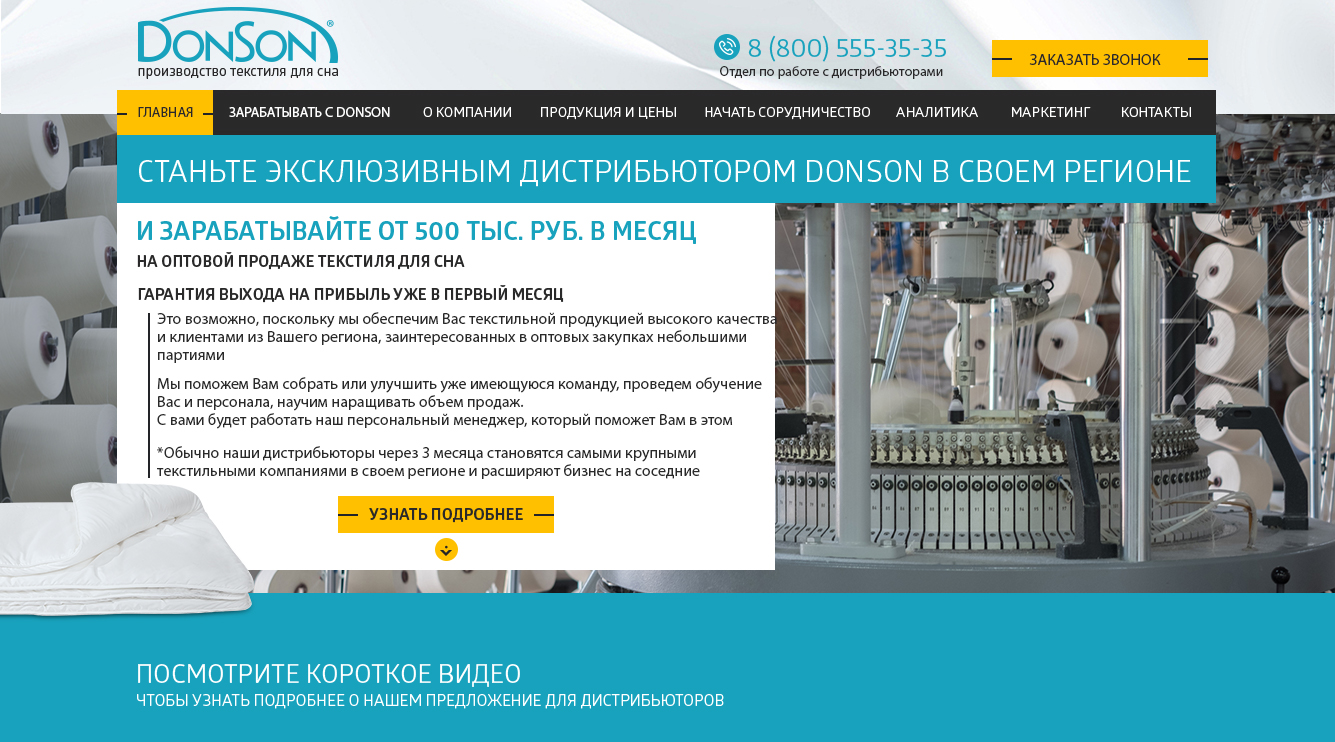 DONSON®
производство текстиля для сна
8 (800) 555-35-35
Отдел по работе с дистрибьюторами
ЗАКАЗАТЬ ЗВОНОК
ГЛАВНАЯ
ЗАРАБАТЫВАТЬ С DONSON
О КОМПАНИИ
ПРОДУКЦИЯ И ЦЕНЫ
НАЧАТЬ СОРУДНИЧЕСТВО
АНАЛИТИКА
МАРКЕТИНГ
КОНТАКТЫ
СТАНЬТЕ ЭКСКЛЮЗИВНЫМ ДИСТРИБЬЮТОРОМ DONSON В СВОЕМ РЕГИОНЕ
И ЗАРАБАТЫВАЙТЕ ОТ 500 ТЫС. РУБ. В МЕСЯЦ
НА ОПТОВОЙ ПРОДАЖЕ ТЕКСТИЛЯ ДЛЯ СНА
ГАРАНТИЯ ВЫХОДА НА ПРИБЫЛЬ УЖЕ В ПЕРВЫЙ МЕСЯЦ
Это возможно, поскольку мы обеспечим Вас текстильной продукцией высокого качества
и клиентами из Вашего региона, заинтересованных в оптовых закупках небольшими
партиями
Мы поможем Вам собрать или улучшить уже имеющуюся команду, проведем обучение
Вас и персонала, научим наращивать объем продаж.
С вами будет работать наш персональный менеджер, который поможет Вам в этом
*Обычно наши дистрибьюторы через 3 месяца становятся самыми крупными
текстильными компаниями в своем регионе и расширяют бизнес на соседние
УЗНАТЬ ПОДРОБНЕЕ
ПОСМОТРИТЕ КОРОТКОЕ ВИДЕО
ЧТОБЫ УЗНАТЬ ПОДРОБНЕЕ О НАШЕМ ПРЕДЛОЖЕНИЕ ДЛЯ ДИСТРИБЬЮТОРОВ